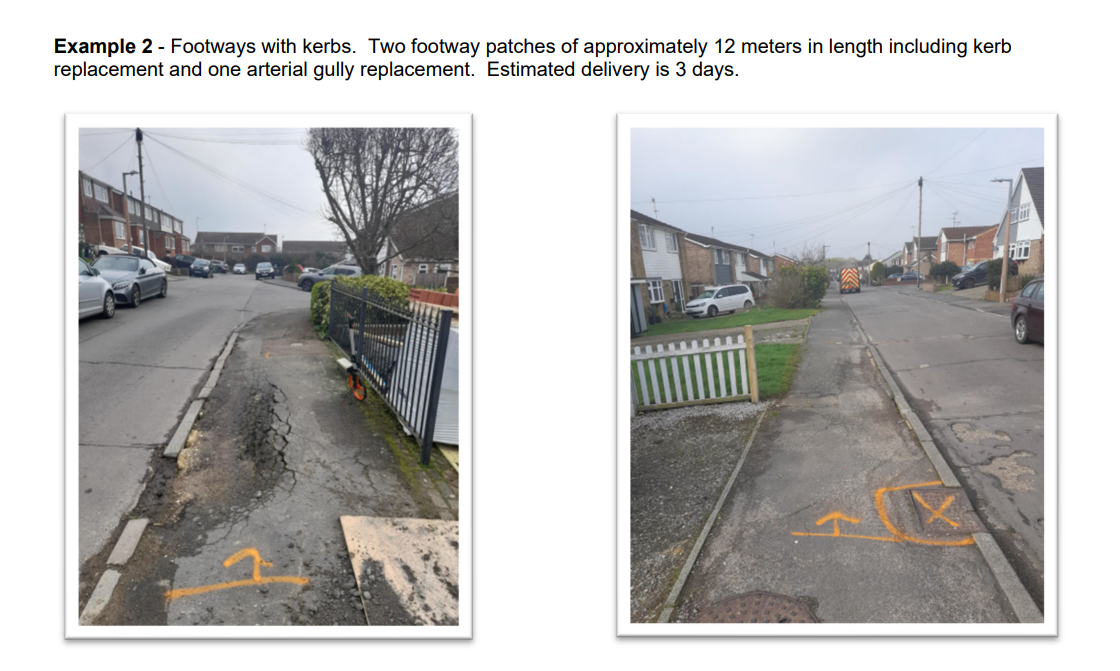 Example 2 - Footways with kerbs.  Two footway patches of approximately 12 meters in length including kerb
replacement and one arterial gully replacement.  Estimated delivery is 3 days.